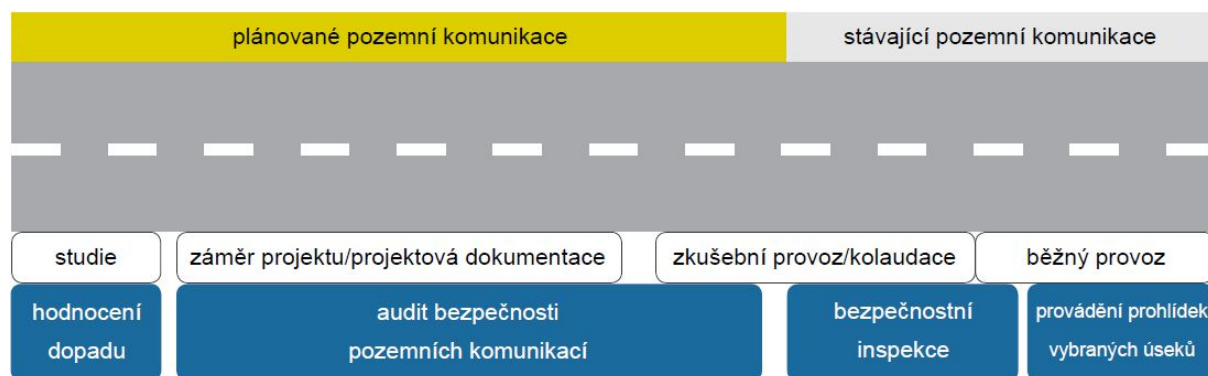 plánované pozemní komunikace
stávající pozemní komunikace
studie
záměr projektu/projektová dokumentace
zkušební provoz/kolaudace
běžný provoz
hodnocení
dopadu
audit bezpečnosti
pozemních komunikací
bezpečnostní
inspekce
provádění prohlídek
vybraných úseků